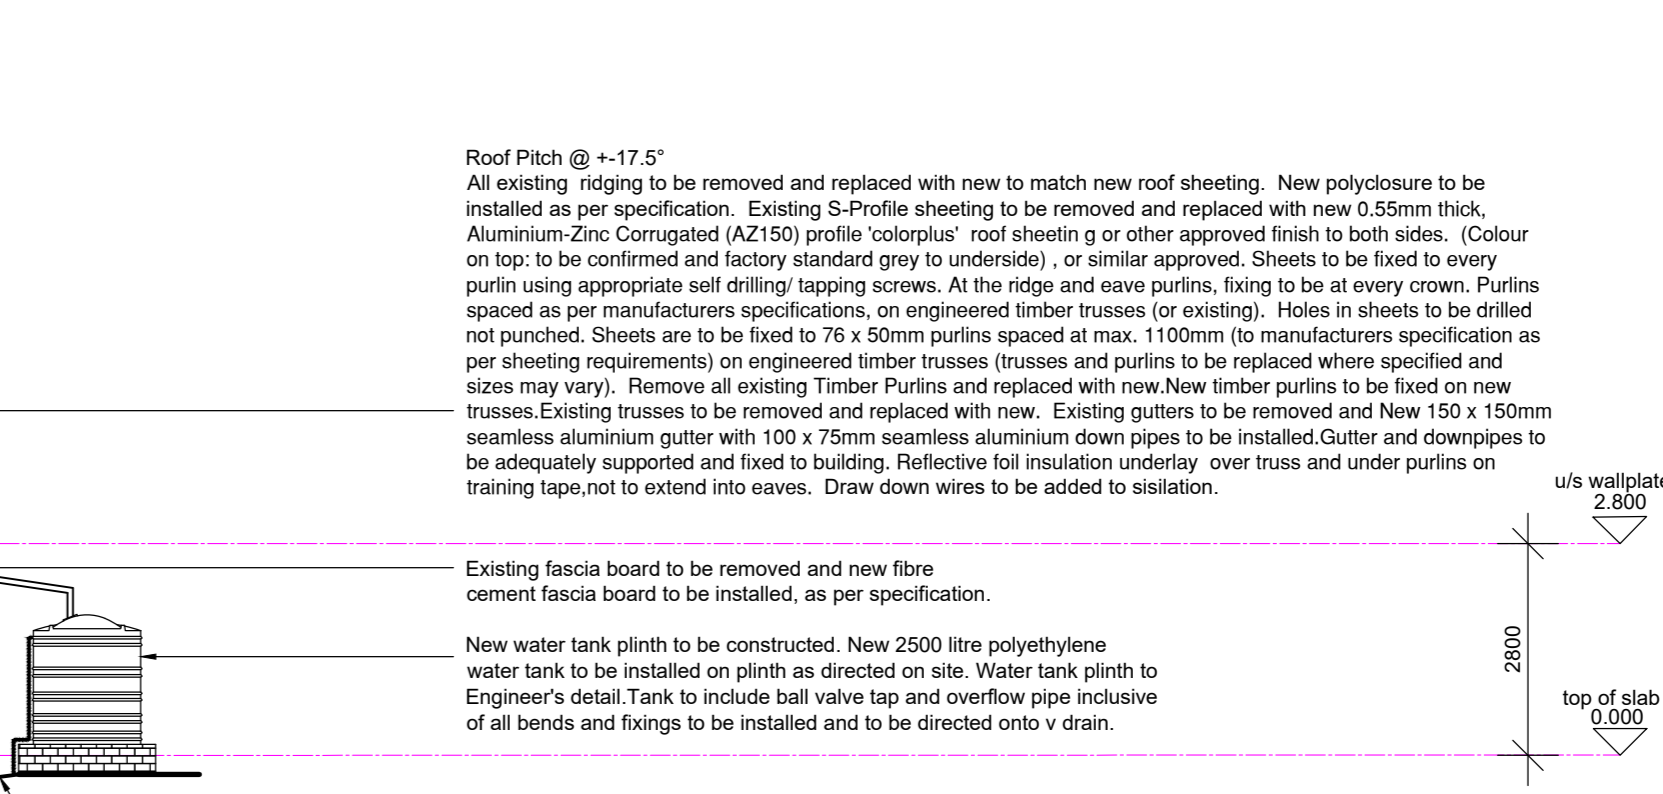 Roof Pitch @ +-17.5°
All existing  ridging to be removed and replaced with new to match new roof sheeting.  New polyclosure to be
installed as per specification.  Existing S-Profile sheeting to be removed and replaced with new 0.55mm thick,
Aluminium-Zinc Corrugated (AZ150) profile 'colorplus'  roof sheetin g or other approved finish to both sides.  (Colour
on top: to be confirmed and factory standard grey to underside) , or similar approved. Sheets to be fixed to every
purlin using appropriate self drilling/ tapping screws. At the ridge and eave purlins, fixing to be at every crown. Purlins
spaced as per manufacturers specifications, on engineered timber trusses (or existing).  Holes in sheets to be drilled
not punched. Sheets are to be fixed to 76 x 50mm purlins spaced at max. 1100mm (to manufacturers specification as
per sheeting requirements) on engineered timber trusses (trusses and purlins to be replaced where specified and
sizes may vary).  Remove all existing Timber Purlins and replaced with new.New timber purlins to be fixed on new
trusses.Existing trusses to be removed and replaced with new.  Existing gutters to be removed and New 150 x 150mm
seamless aluminium gutter with 100 x 75mm seamless aluminium down pipes to be installed.Gutter and downpipes to
be adequately supported and fixed to building. Reflective foil insulation underlay  over truss and under purlins on
training tape,not to extend into eaves.  Draw down wires to be added to sisilation.
u/s wallplate
2.800
Existing fascia board to be removed and new fibre
cement fascia board to be installed, as per specification.
New water tank plinth to be constructed. New 2500 litre polyethylene
water tank to be installed on plinth as directed on site. Water tank plinth to
Engineer's detail.Tank to include ball valve tap and overflow pipe inclusive
of all bends and fixings to be installed and to be directed onto v drain.
2800
top of slab
0.000